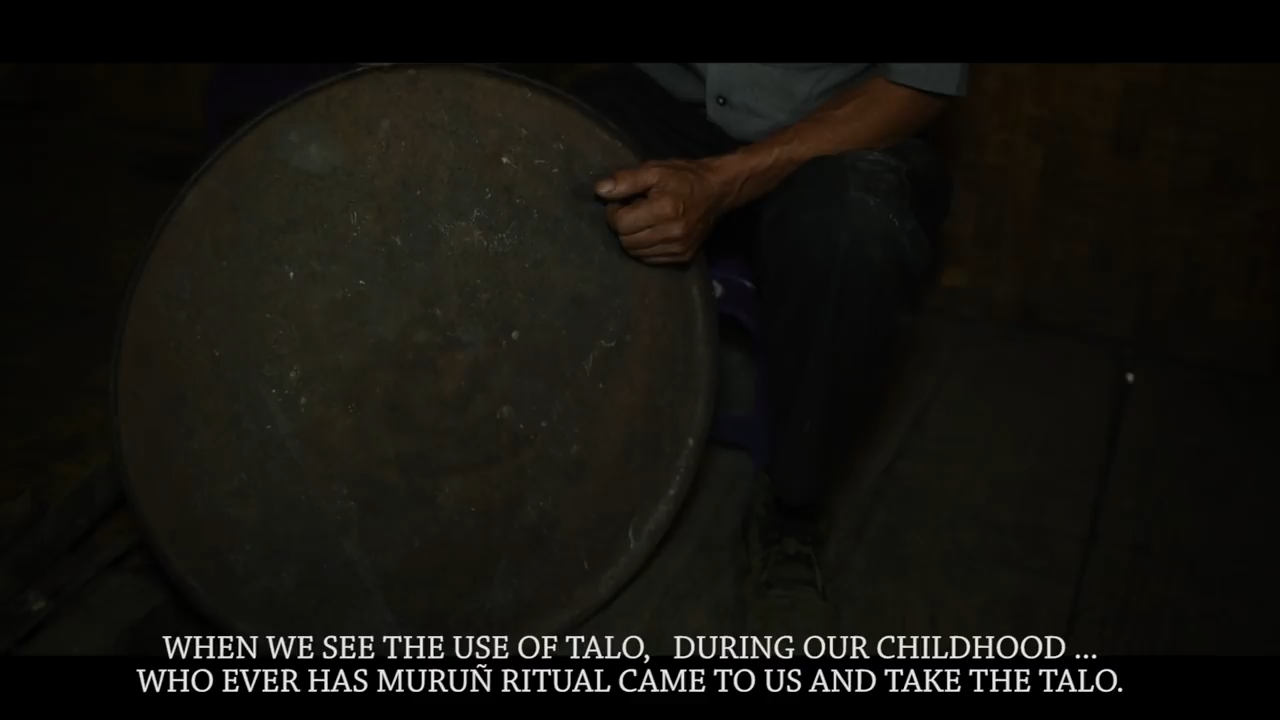 WHEN WE SEE THE USE OF TALO, DURING OUR CHILDHOOD ...
WHO EVER HAS MURUÑ RITUAL CAME TO US AND TAKE THE TALO.